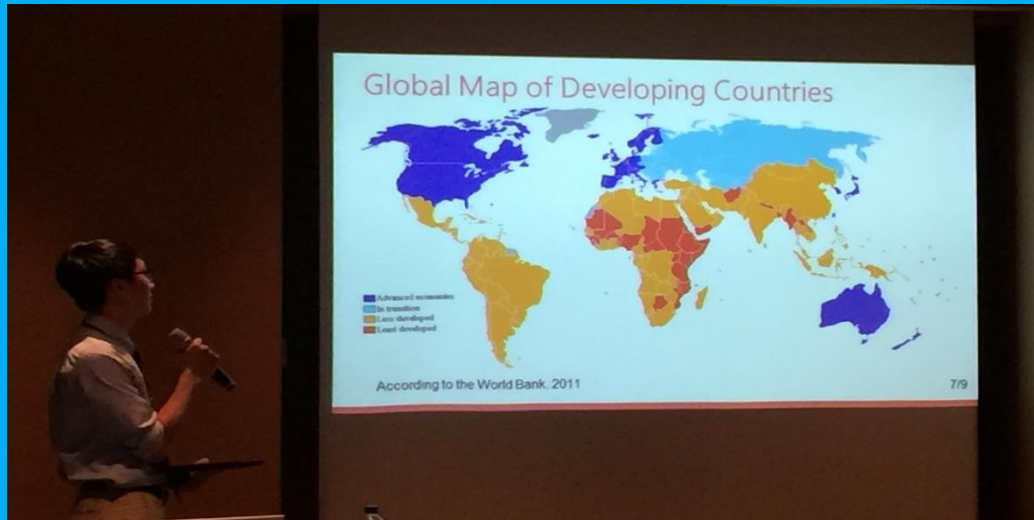 Global Map of Developing Countries
Advanced economies
In transition
Less developed
Least developed
According to the World Bank, 2011
7/9